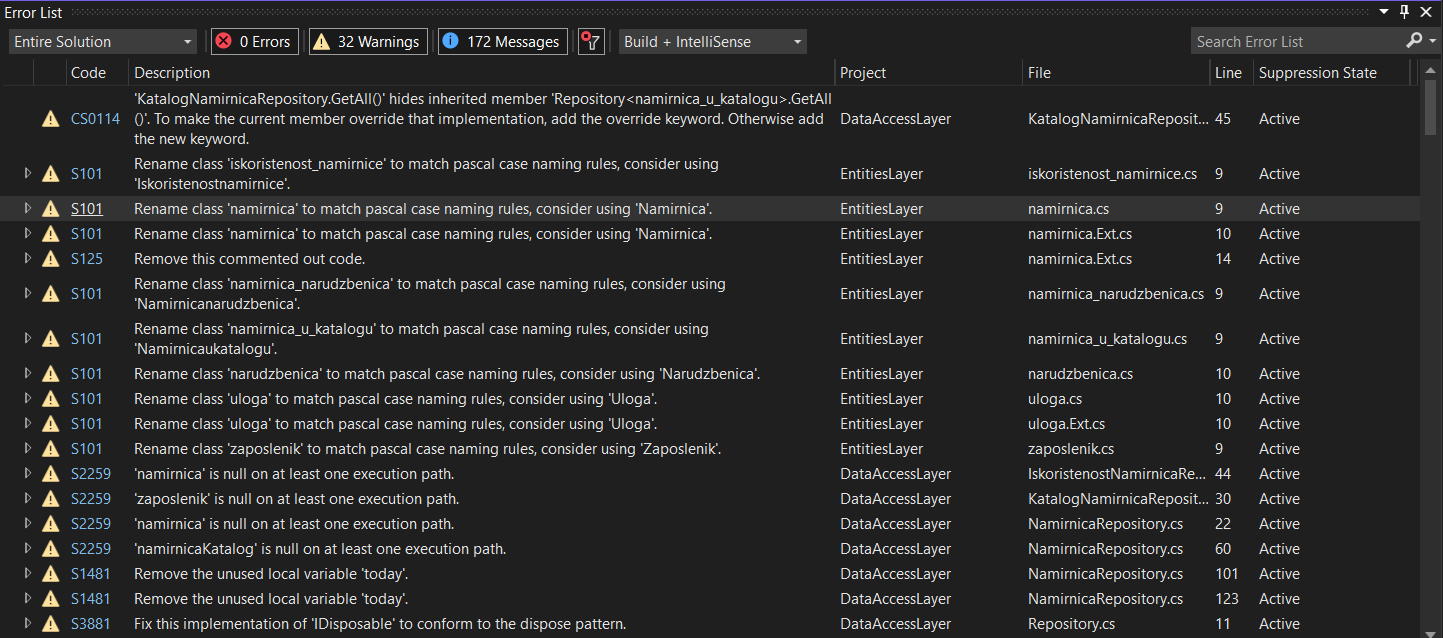 Error List
Entire Solution 0 Errors 32 Warnings 172 Messages Build + IntelliSense Search Error List
Code Description Project File Line Suppression State
'KatalogNamirnicaRepository.GetAll()' hides inherited member 'Repository<namirnica_u_katalogu>.GetAll
CS0114 ()'. To make the current member override that implementation, add the override keyword. Otherwise add DataAccessLayer KatalogNamirnicaReposit... 45 Active
the new keyword.
Rename class 'iskoristenost_namirnice' to match pascal case naming rules, consider using
S101 'Iskoristenostnamirnice'. EntitiesLayer iskoristenost_namirnice.cs 9 Active
S101 Rename class 'namirnica' to match pascal case naming rules, consider using 'Namirnica'. EntitiesLayer namirnica.cs 9 Active
S101 Rename class 'namirnica' to match pascal case naming rules, consider using 'Namirnica'. EntitiesLayer namirnica.Ext.cs 10 Active
S125 Remove this commented out code. EntitiesLayer namirnica.Ext.cs 14 Active
Rename class 'namirnica_narudzbenica' to match pascal case naming rules, consider using
S101 'Namirnicanarudzbenica'. EntitiesLayer namirnica_narudzbenica.cs 9 Active
Rename class 'namirnica_u_katalogu' to match pascal case naming rules, consider using
S101 'Namirnicaukatalogu'. EntitiesLayer namirnica_u_katalogu.cs 9 Active
S101 Rename class 'narudzbenica' to match pascal case naming rules, consider using 'Narudzbenica'. EntitiesLayer narudzbenica.cs 10 Active
S101 Rename class 'uloga' to match pascal case naming rules, consider using 'Uloga'. EntitiesLayer uloga.cs 10 Active
S101 Rename class 'uloga' to match pascal case naming rules, consider using 'Uloga'. EntitiesLayer uloga.Ext.cs 10 Active
S101 Rename class 'zaposlenik' to match pascal case naming rules, consider using 'Zaposlenik'. EntitiesLayer zaposlenik.cs 9 Active
S2259 'namirnica' is null on at least one execution path. DataAccessLayer IskoristenostNamirnicaRe... 44 Active
S2259 'zaposlenik' is null on at least one execution path. DataAccessLayer KatalogNamirnicaReposit... 30 Active
S2259 'namirnica' is null on at least one execution path. DataAccessLayer NamirnicaRepository.cs 22 Active
S2259 'namirnicaKatalog' is null on at least one execution path. DataAccessLayer NamirnicaRepository.cs 60 Active
S1481 Remove the unused local variable 'today'. DataAccessLayer NamirnicaRepository.cs 101 Active
S1481 Remove the unused local variable 'today'. DataAccessLayer NamirnicaRepository.cs 123 Active
S3881 Fix this implementation of 'IDisposable' to conform to the dispose pattern. DataAccessLayer Repository.cs 11 Active